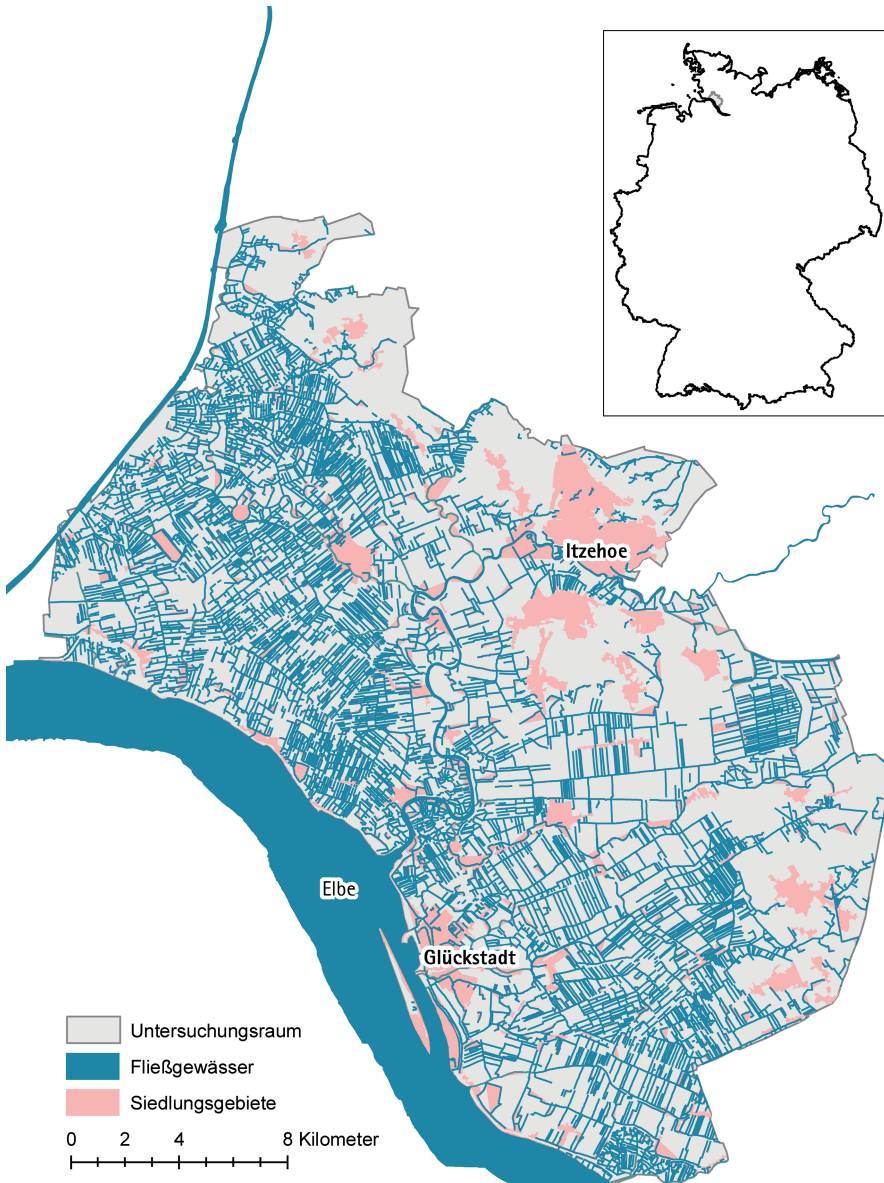 Itzehoe
Elbe
Glückstadt
Untersuchungsraum
Fließgewässer
Siedlungsgebiete
0 2 4 8 Kilometer